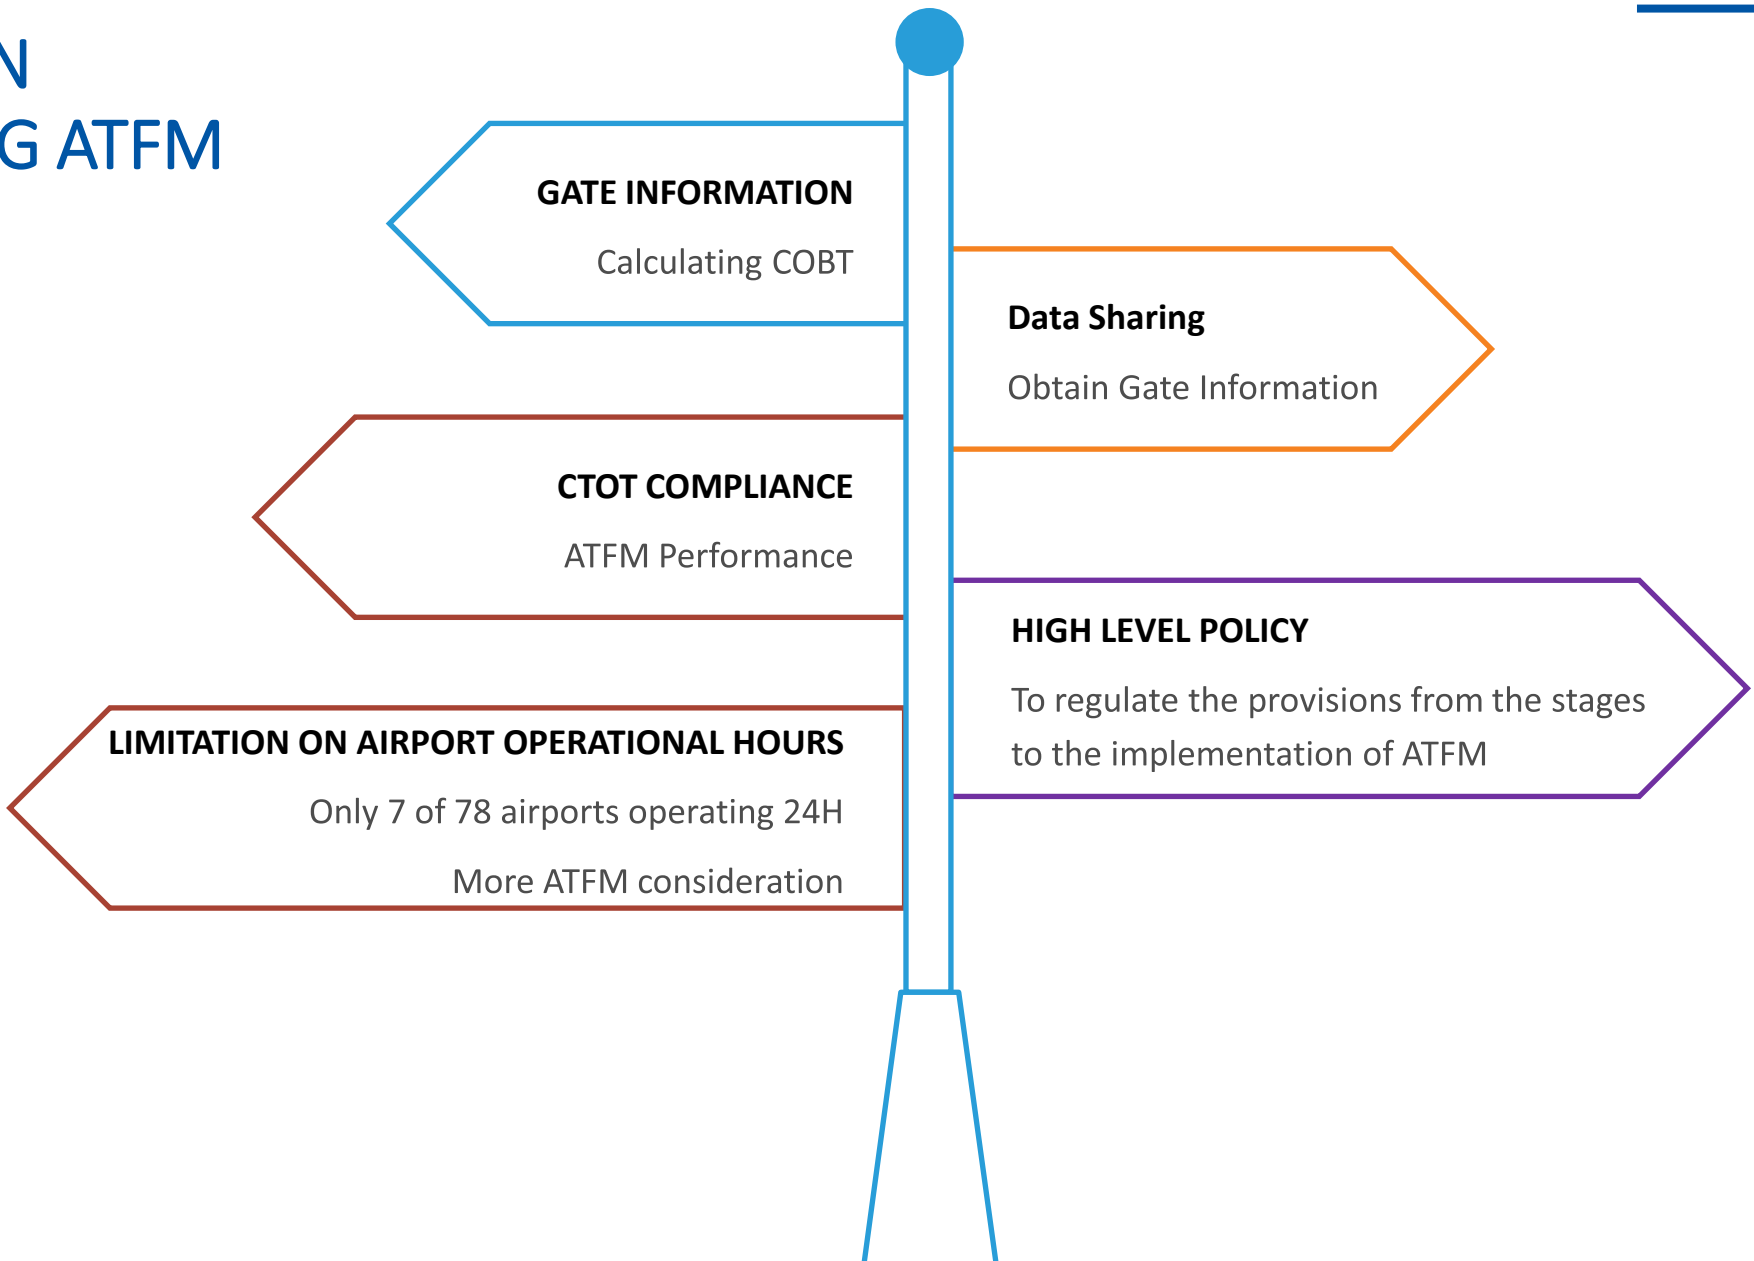 N
G ATFM
GATE INFORMATION
Calculating COBT
Data Sharing
Obtain Gate Information
CTOT COMPLIANCE
ATFM Performance
HIGH LEVEL POLICY
To regulate the provisions from the stages
to the implementation of ATFM
LIMITATION ON AIRPORT OPERATIONAL HOURS
Only 7 of 78 airports operating 24H
More ATFM consideration